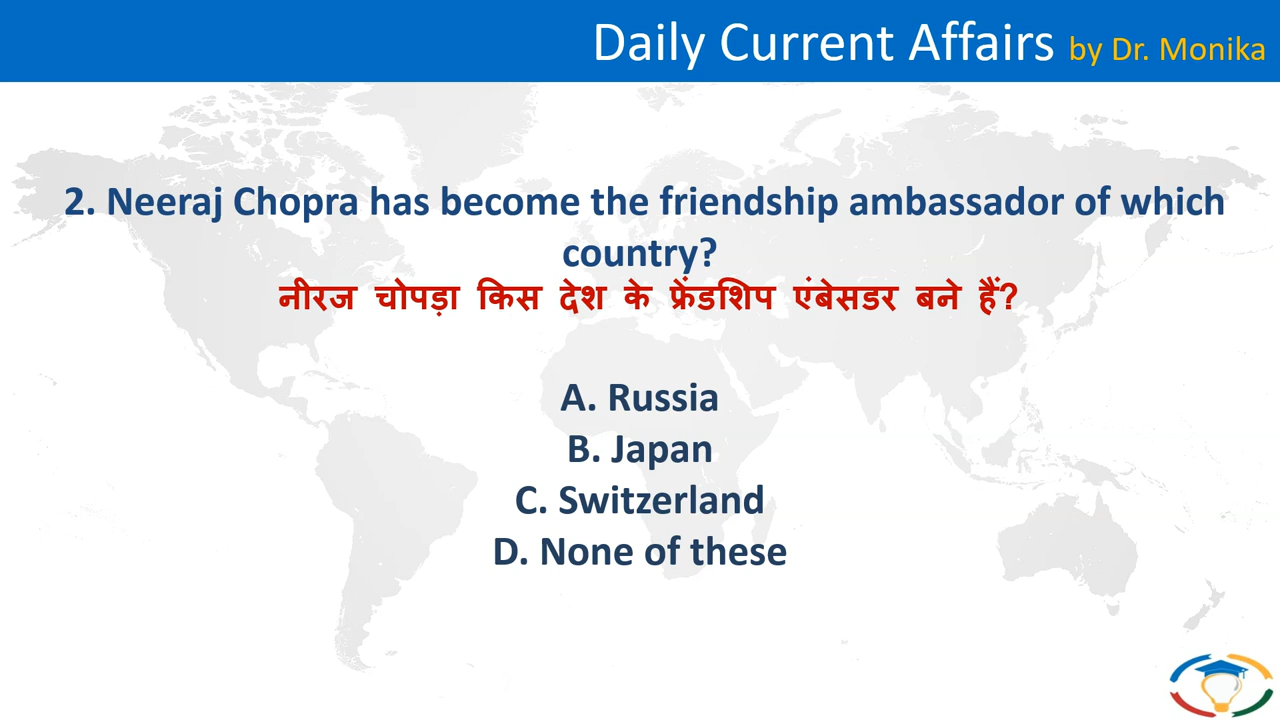 Daily Current Affairs by Dr. Monika
2. Neeraj Chopra has become the friendship ambassador of which
country?
नीरज चोपड़ा किस देश के फ्रेंडशिप एंबेसडर बने हैं?
A. Russia
B. Japan
C. Switzerland
D. None of these